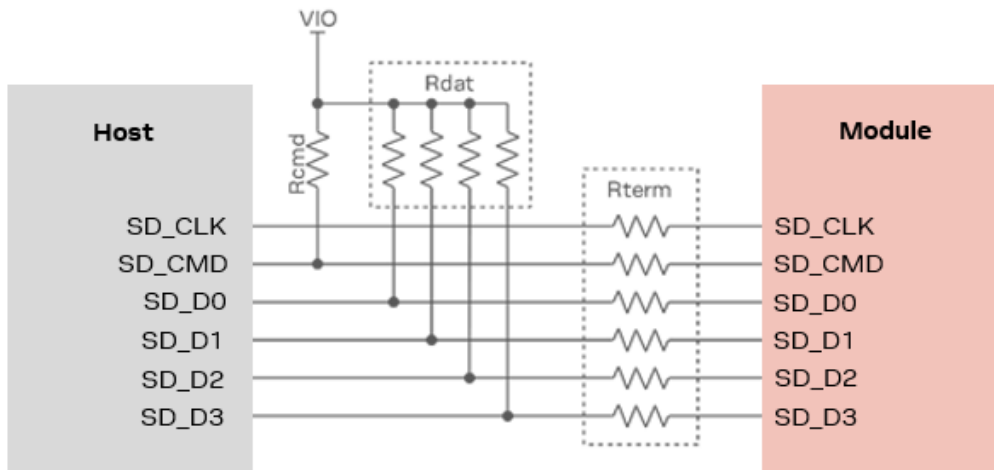 VIO
Rdat
Host
Module
Rcmd
Rterm
SD_CLK
SD_CLK
SD_CMD
SD_CMD
SD_D0
SD_D0
SD_D1
SD_D1
SD_D2
SD_D2
SD_D3
SD_D3